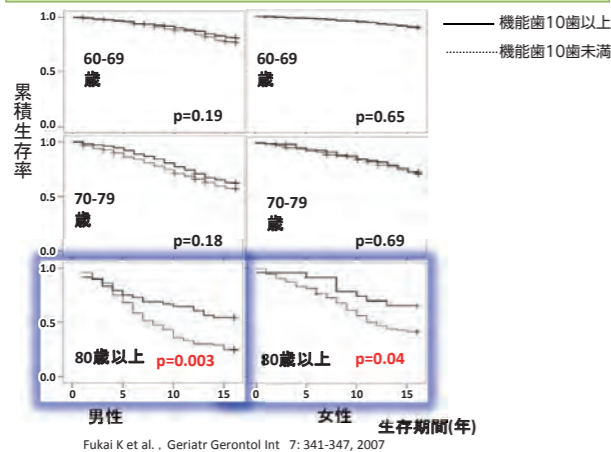 機能歯10歯以上
機能歯10歯未満
累積生存率
1.0
0.5
0.0
60-69
歳
p=0.19
60-69
歳
p=0.65
1.0
0.5
0.0
70-79
歳
p=0.18
70-79
歳
p=0.69
1.0
0.5
0.0
80歳以上
p=0.003
80歳以上
p=0.04
0 5 10 15
0 5 10 15
男性
女性
生存期間(年)
Fukai K et al. , Geriatr Gerontol Int 7: 341-347, 2007